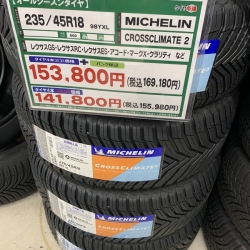 【オールシーズンタイヤ】
235/45R18 98YXL
MICHELIN
CROSSCLIMATE 2
レクサスGS・レクサスRC・レクサスES・アコード・マークX・クラリティ など
153,800円(税込169,180円)
141,800円(税込155,980円)
MICHELIN
CROSSCLIMATE 2
MICHELIN
CROSSCLIMATE 2
MICHELIN